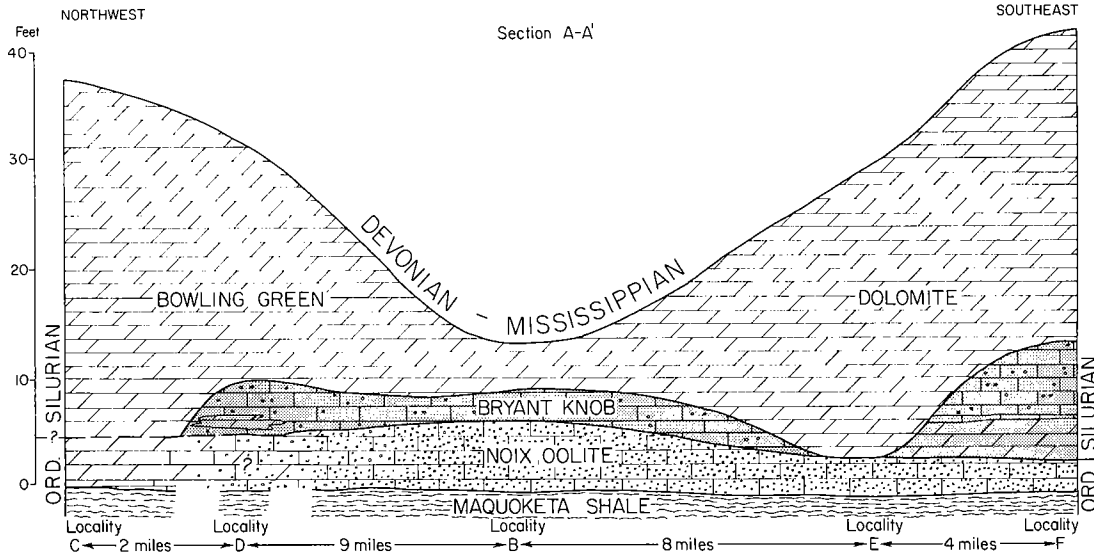 NORTHWEST
SOUTHEAST
Section A-A'
Feet
40
30
20
10
0
DEVONIAN - MISSISSIPPIAN
BOWLING GREEN
DOLOMITE
BRYANT KNOB
NOIX OOLITE
?
?
MAQUOKETA SHALE
ORD. SILURIAN
ORD. SILURIAN
Locality Locality Locality Locality Locality
C 2 miles D 9 miles B 8 miles E 4 miles F